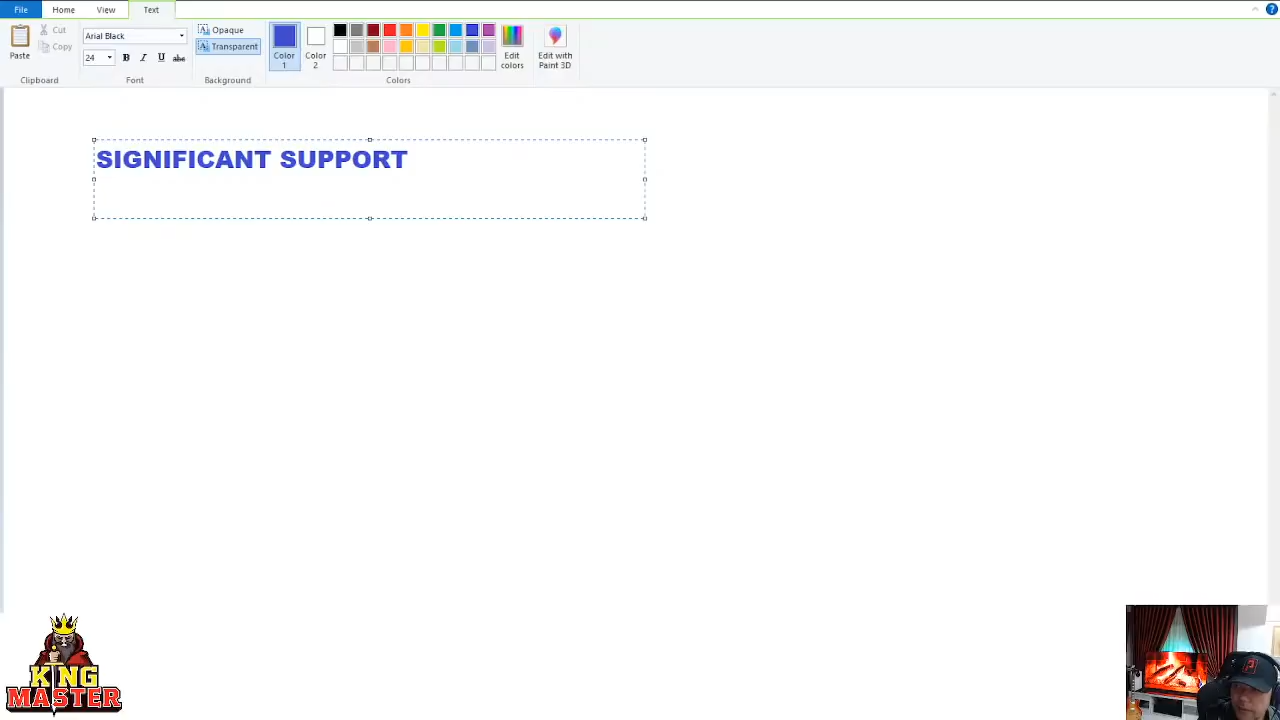 File Home View Text
Paste Cut Copy Clipboard
Arial Black
24 B I U abc
Font
Opaque
Transparent
Background
Color 1
Color 2
Colors
Edit colors
Edit with Paint 3D
SIGNIFICANT SUPPORT
KING
MASTER